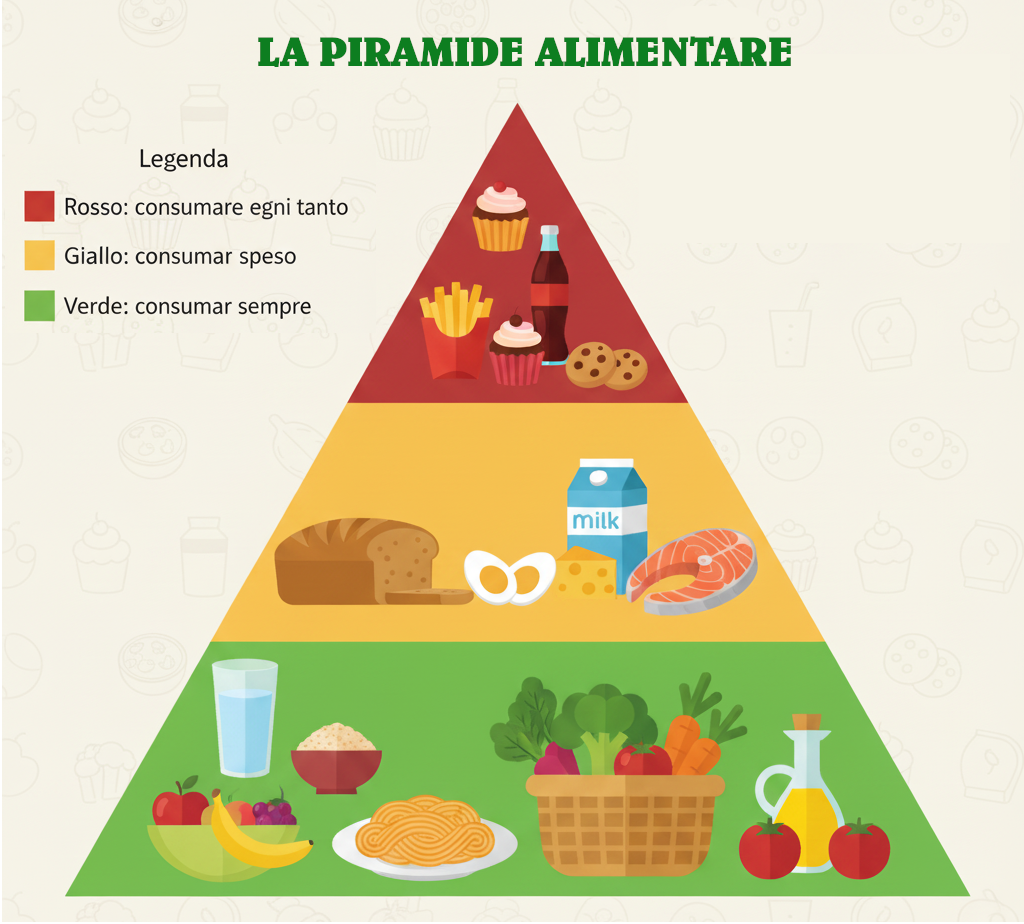 LA PIRAMIDE ALIMENTARE
Legenda
Rosso: consumare egni tanto
Giallo: consumar speso
Verde: consumar sempre
milk